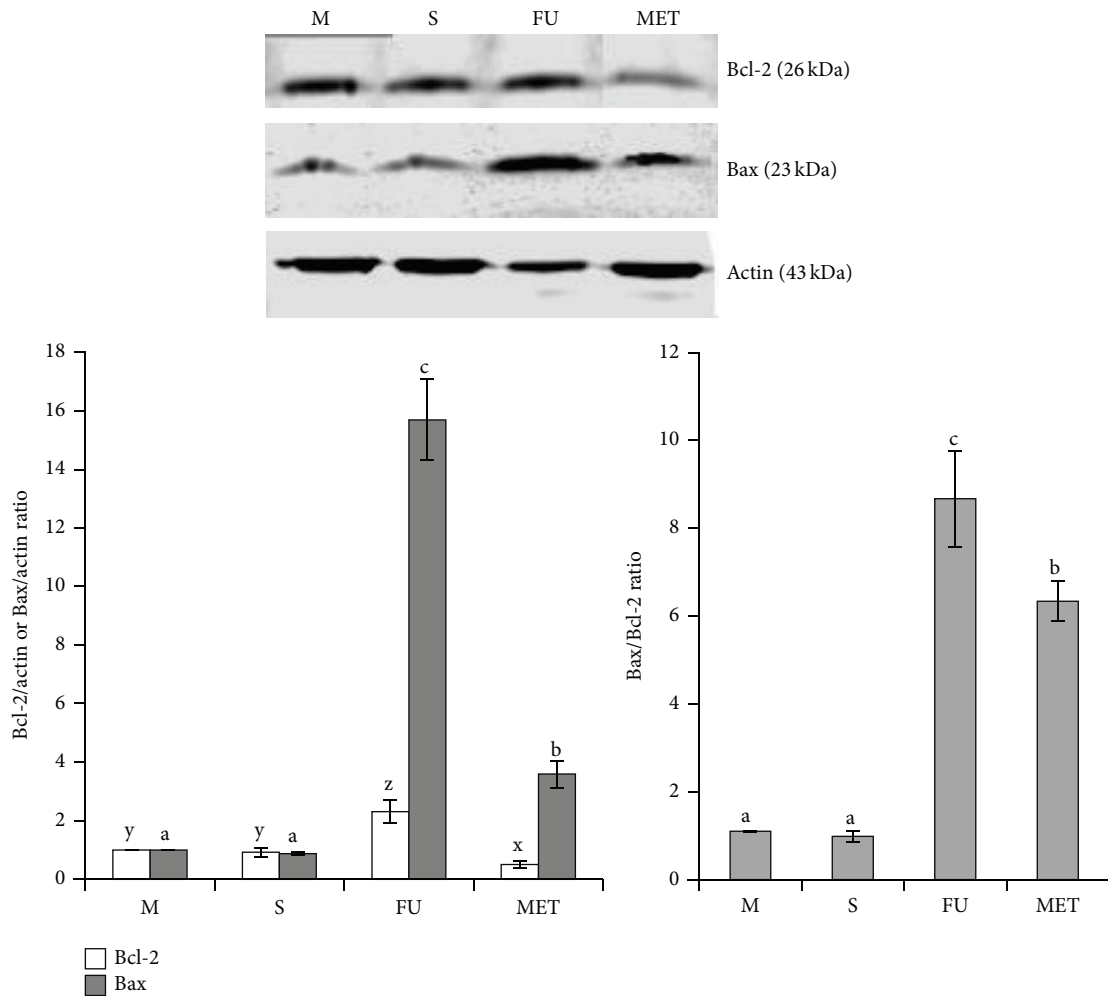 M S FU MET
Bcl-2 (26 kDa)
Bax (23 kDa)
Actin (43 kDa)
Bcl-2/actin or Bax/actin ratio
18
16
14
12
10
8
6
4
2
0
y a y a z c x b
M S FU MET
Bcl-2
Bax
Bax/Bcl-2 ratio
12
10
8
6
4
2
0
a a c b
M S FU MET